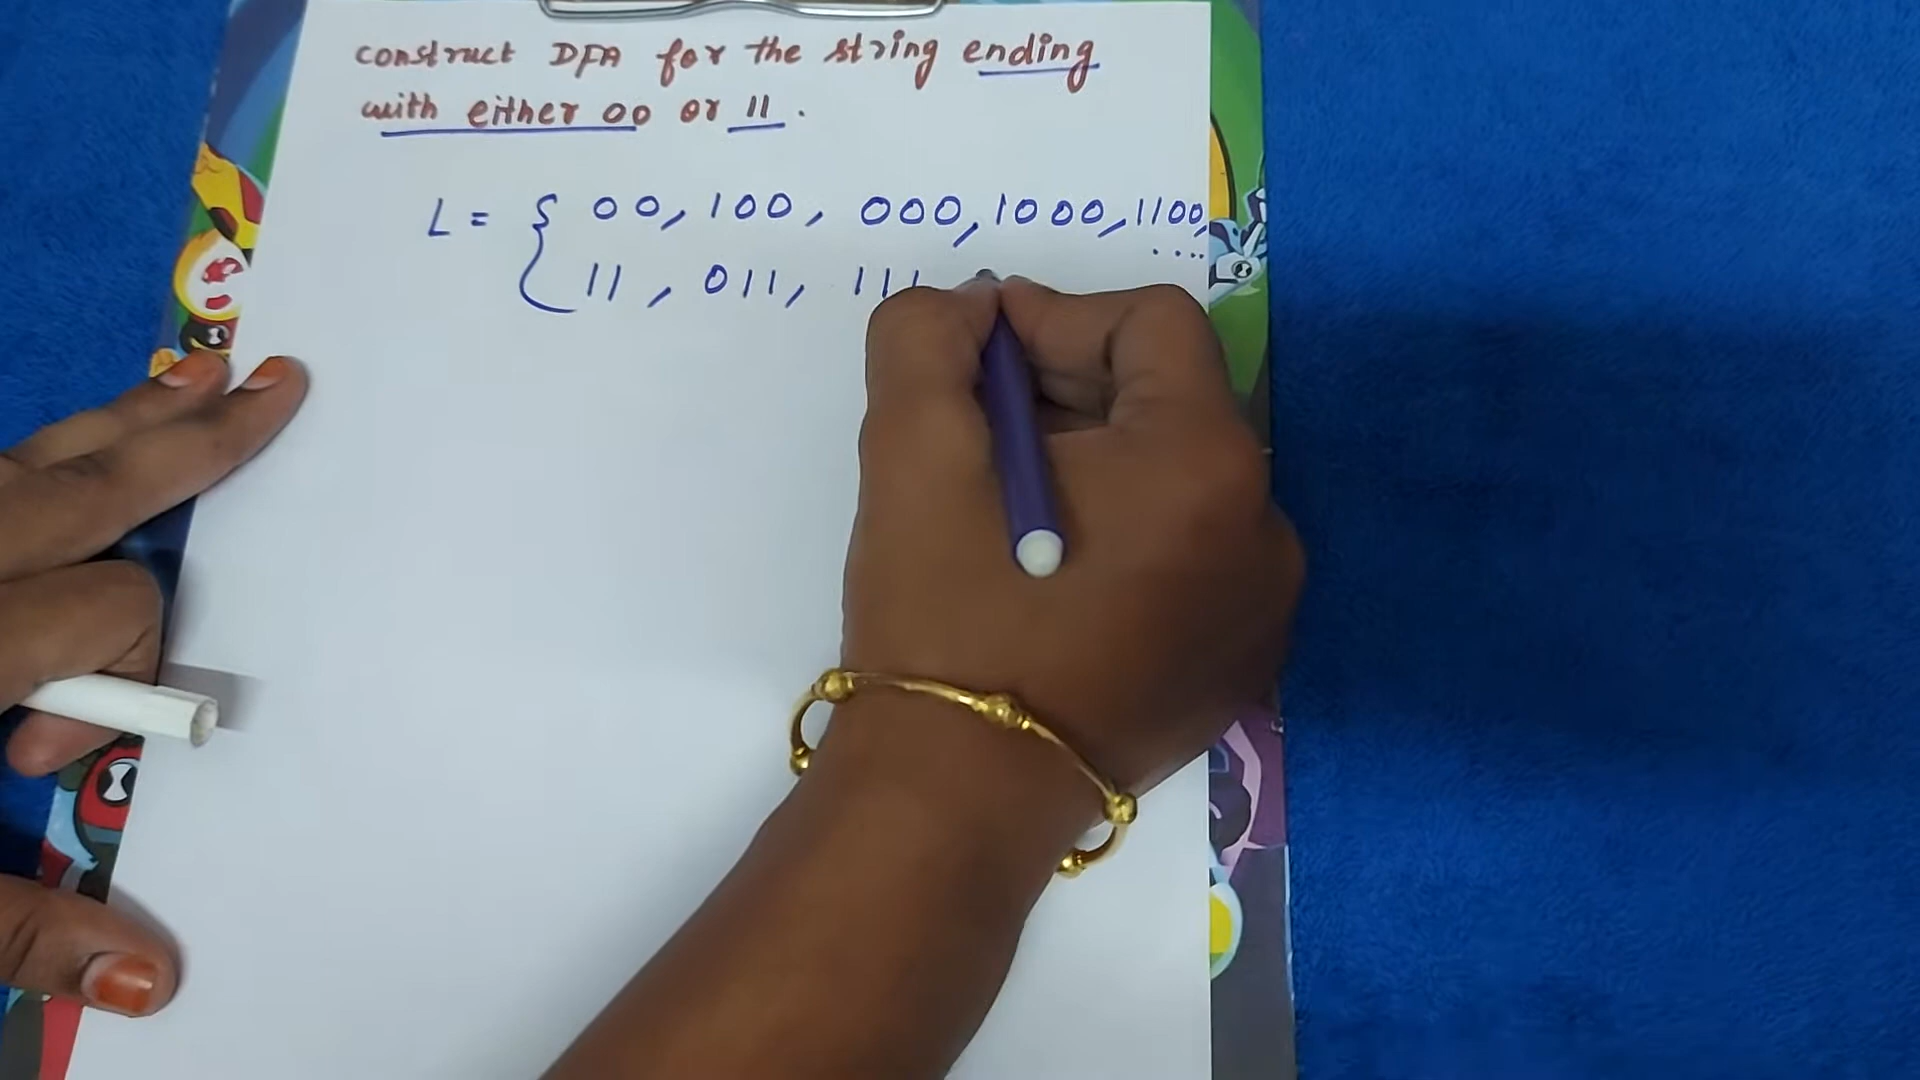 construct DFA for the string ending
with either 00 or 11.
L = { 00, 100, 000, 1000, 1100,
....
11, 011, 111